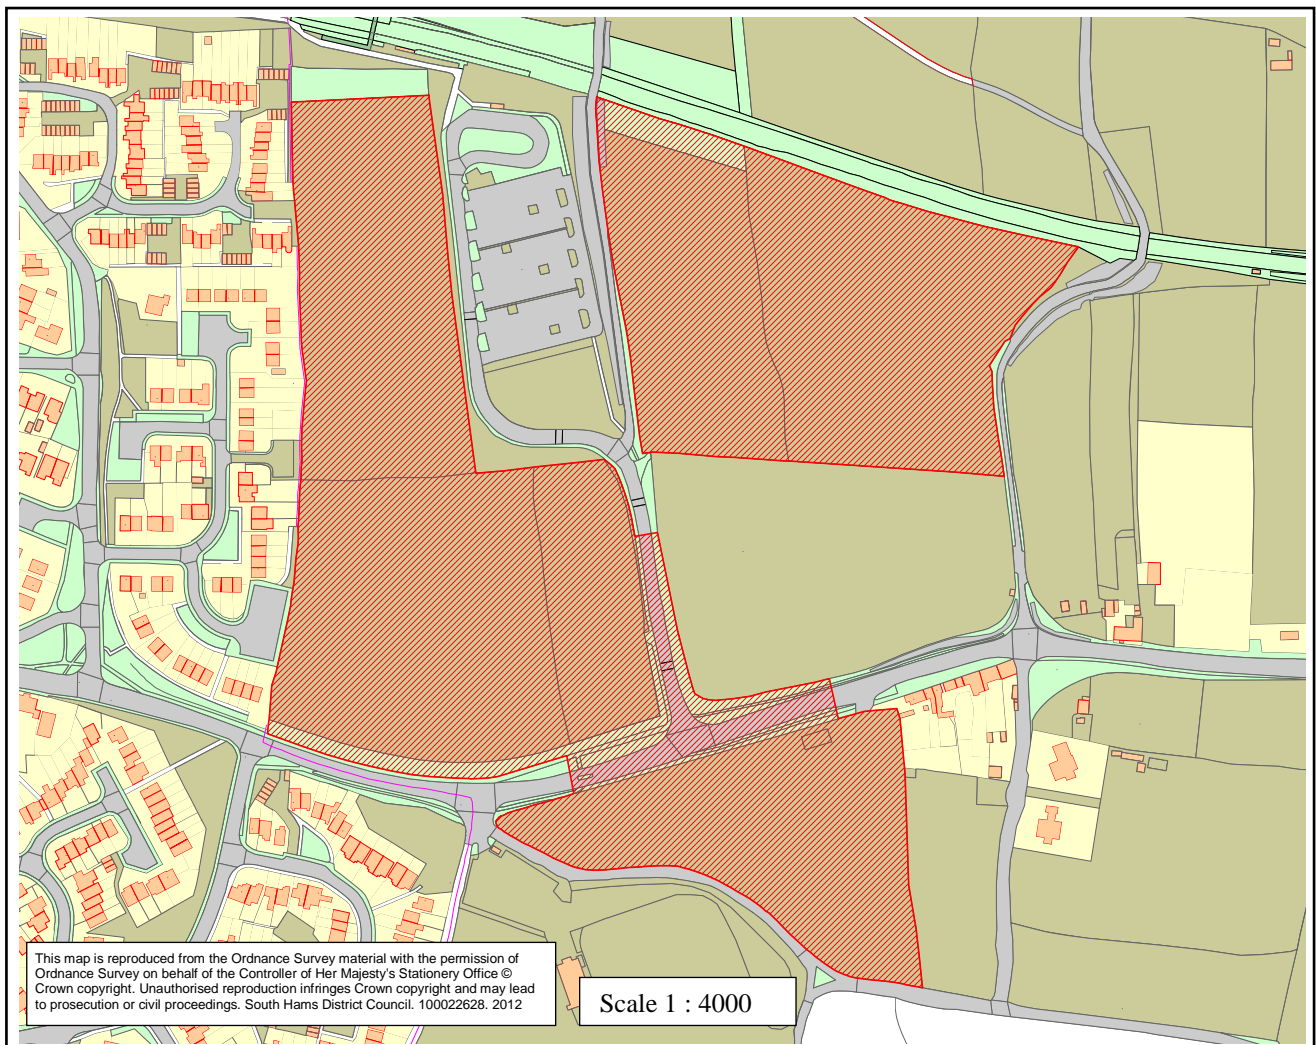 This map is reproduced from the Ordnance Survey material with the permission of
Ordnance Survey on behalf of the Controller of Her Majesty's Stationery Office ©
Crown copyright. Unauthorised reproduction infringes Crown copyright and may lead
to prosecution or civil proceedings. South Hams District Council. 100022628. 2012
Scale 1 : 4000